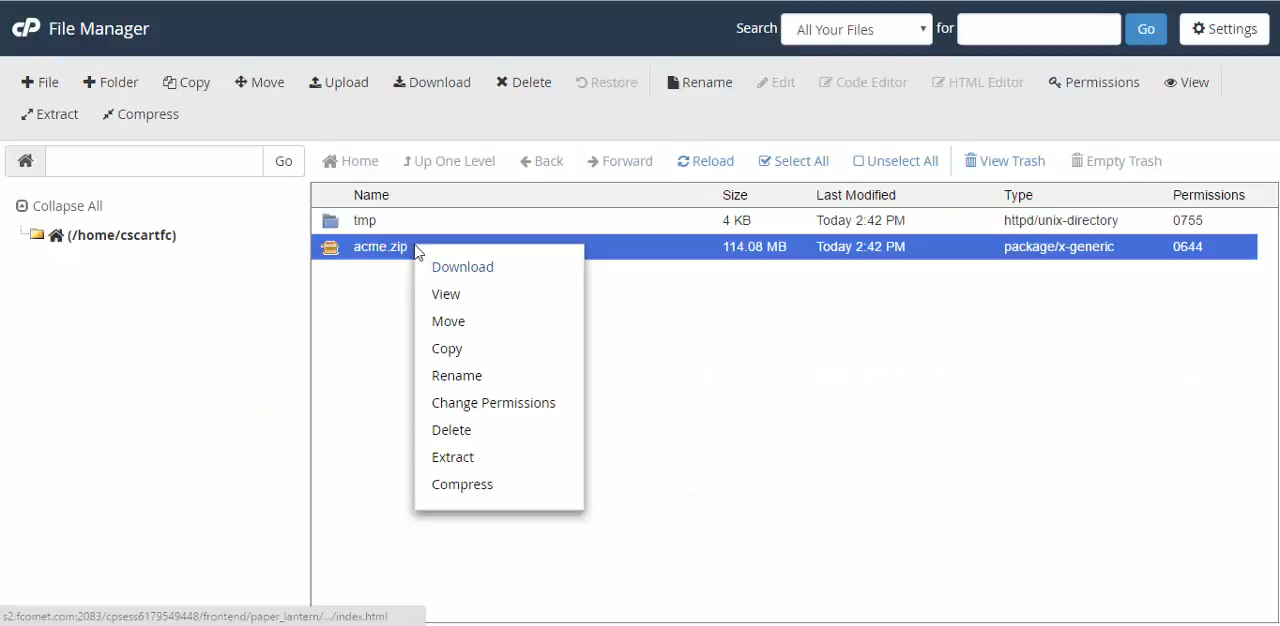 cP File Manager Search All Your Files for Go Settings
File Folder Copy Move Upload Download Delete Restore Rename Edit Code Editor HTML Editor Permissions View
Extract Compress
Go Home Up One Level Back Forward Reload Select All Unselect All View Trash Empty Trash
Name Size Last Modified Type Permissions
Collapse All
(/home/cscartfc)
tmp 4 KB Today 2:42 PM httpd/unix-directory 0755
acme.zip 114.08 MB Today 2:42 PM package/x-generic 0644
Download
View
Move
Copy
Rename
Change Permissions
Delete
Extract
Compress
s2.fcomet.com:2083/cpsess6179549448/frontend/paper_lantern/.../index.html